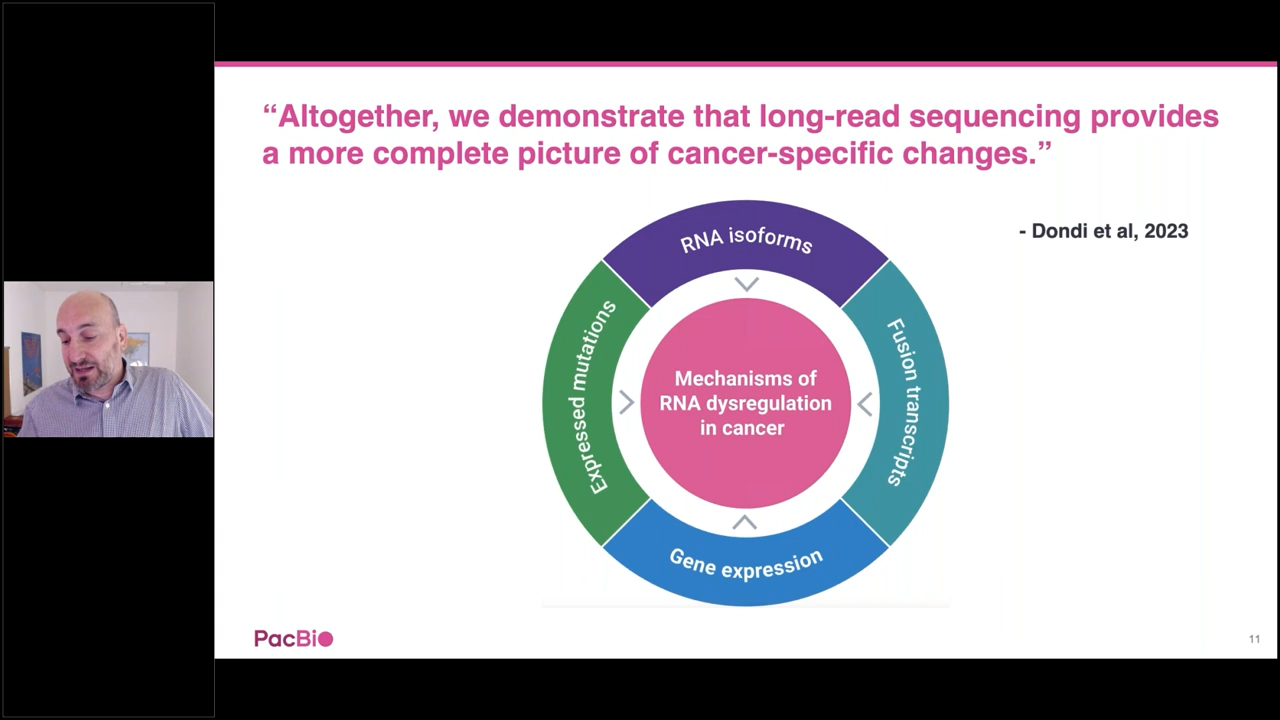 “Altogether, we demonstrate that long-read sequencing provides
a more complete picture of cancer-specific changes.”
- Dondi et al, 2023
RNA isoforms
Expressed mutations
Mechanisms of
RNA dysregulation
in cancer
Fusion transcripts
Gene expression
PacBio
11